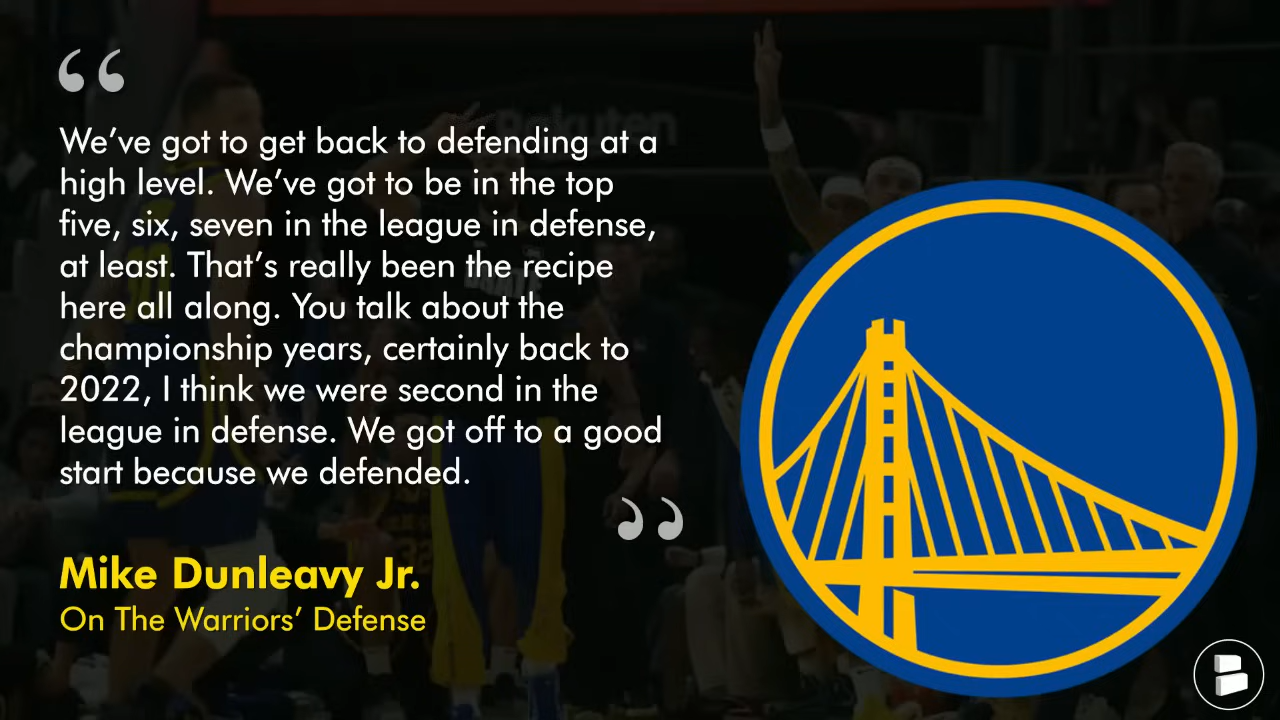 We’ve got to get back to defending at a
high level. We’ve got to be in the top
five, six, seven in the league in defense,
at least. That’s really been the recipe
here all along. You talk about the
championship years, certainly back to
2022, I think we were second in the
league in defense. We got off to a good
start because we defended.
Mike Dunleavy Jr.
On The Warriors’ Defense
Rakuten